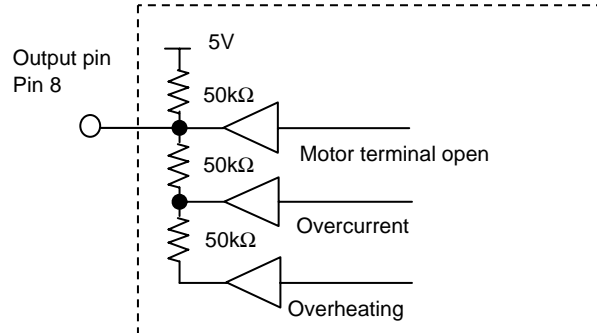 5V
Output pin
Pin 8
50kΩ
50kΩ
Motor terminal open
Overcurrent
50kΩ
Overheating